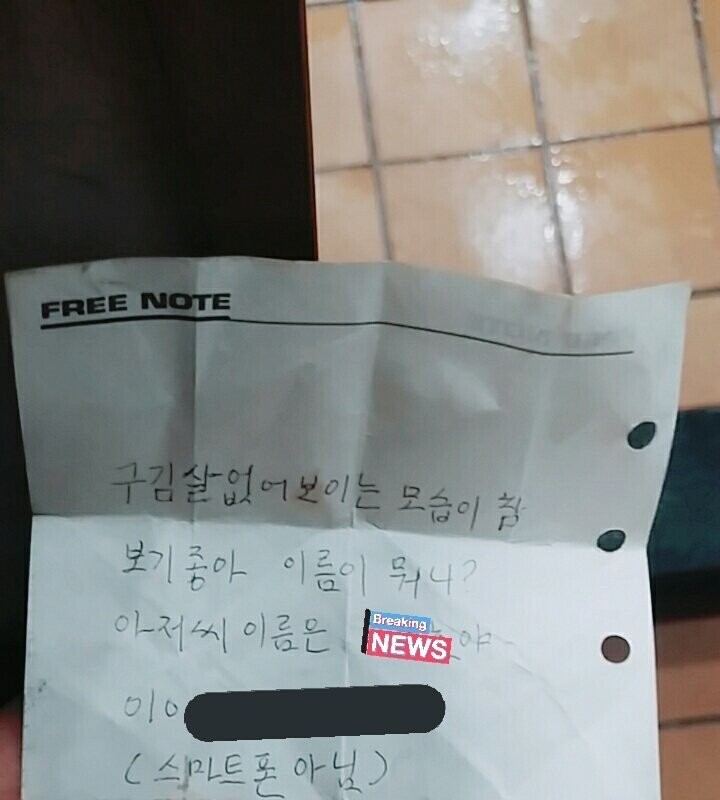 FREE NOTE
구김살없어보이는 모습이 참
보기좋아 이름이 뭐니?
아저씨 이름은 Breaking NEWS 야
010
(스마트폰 아님)